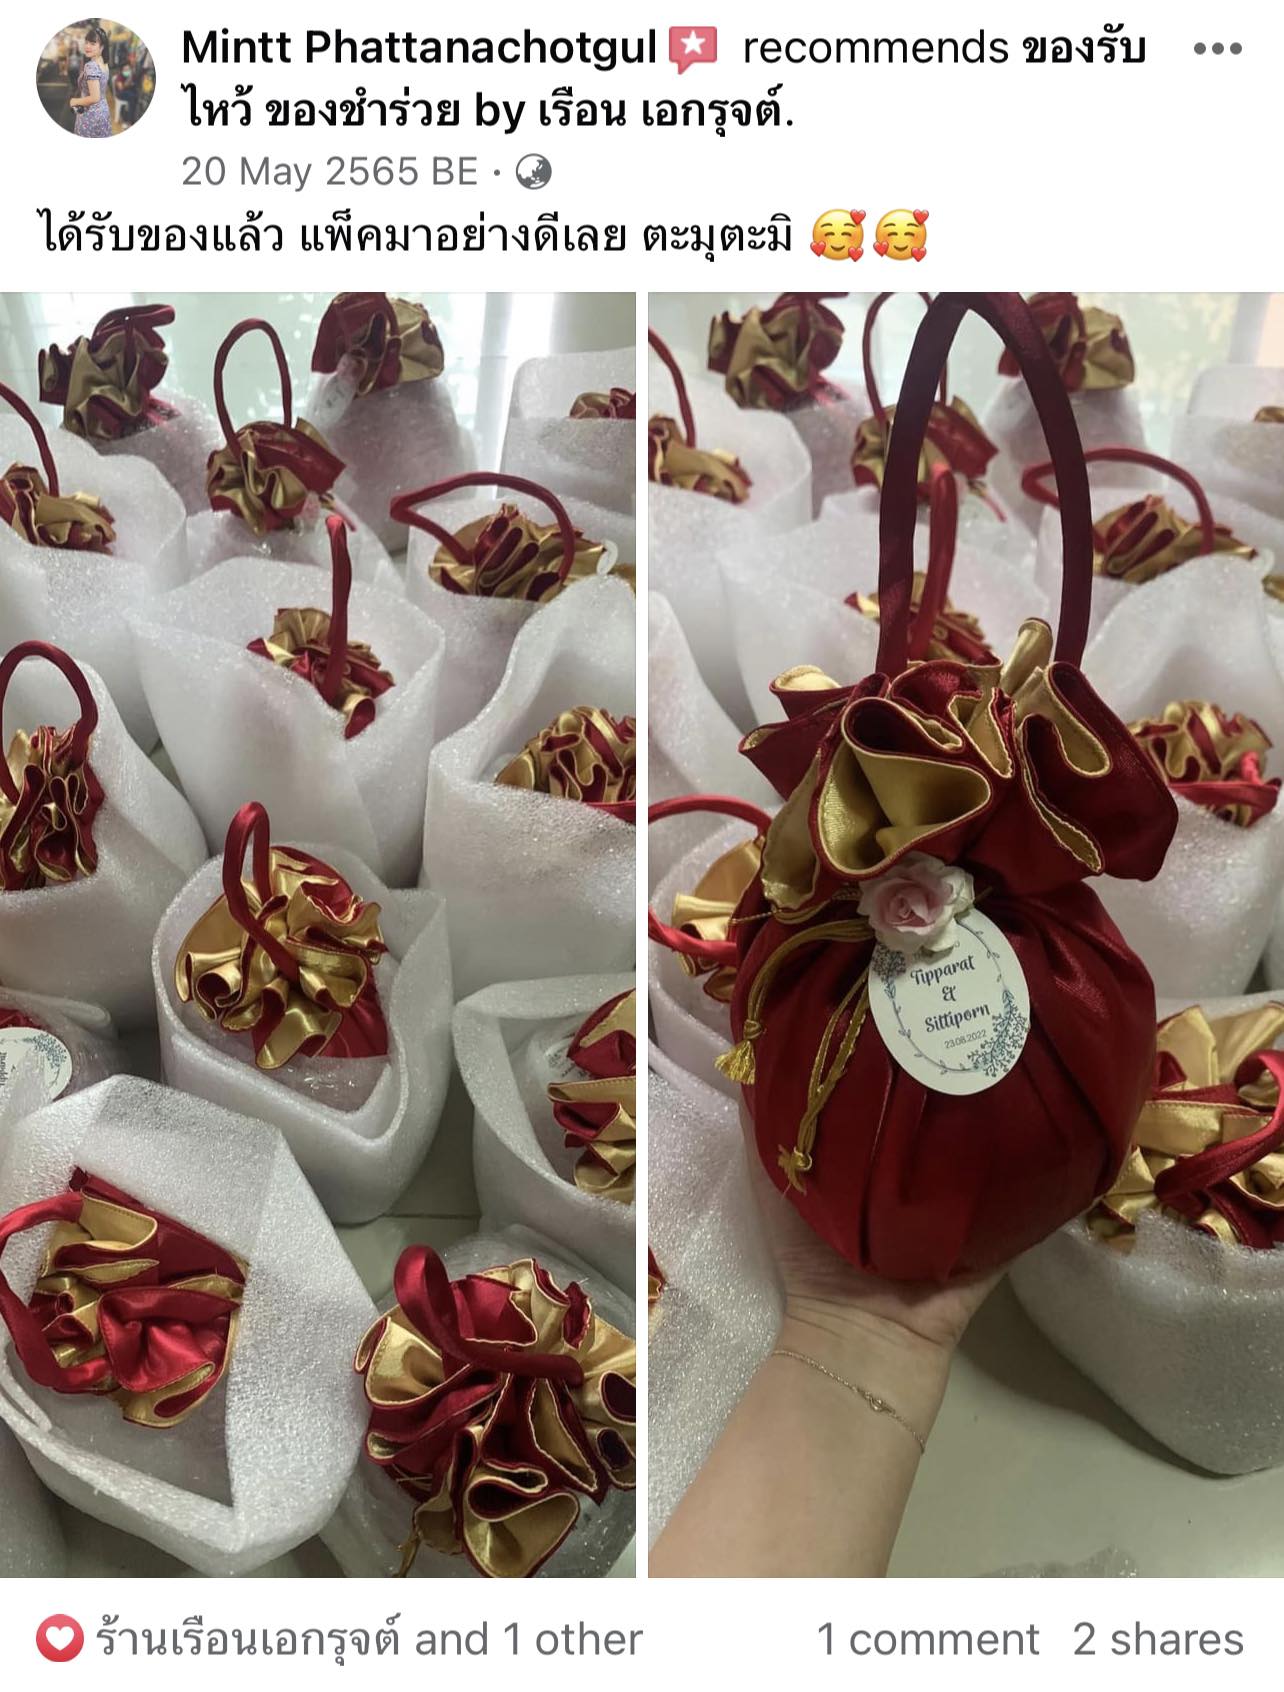 Mintt Phattanachotgul recommends ของรับ
ไหว้ ของชำร่วย by เรือน เอกรุจต์.
20 May 2565 BE ·
ได้รับของแล้ว แพ็คมาอย่างดีเลย ตะมุตะมิ 🥰🥰
Tipparat
&
Sittiporn
23.08.2022
ร้านเรือนเอกรุจต์ and 1 other
1 comment 2 shares